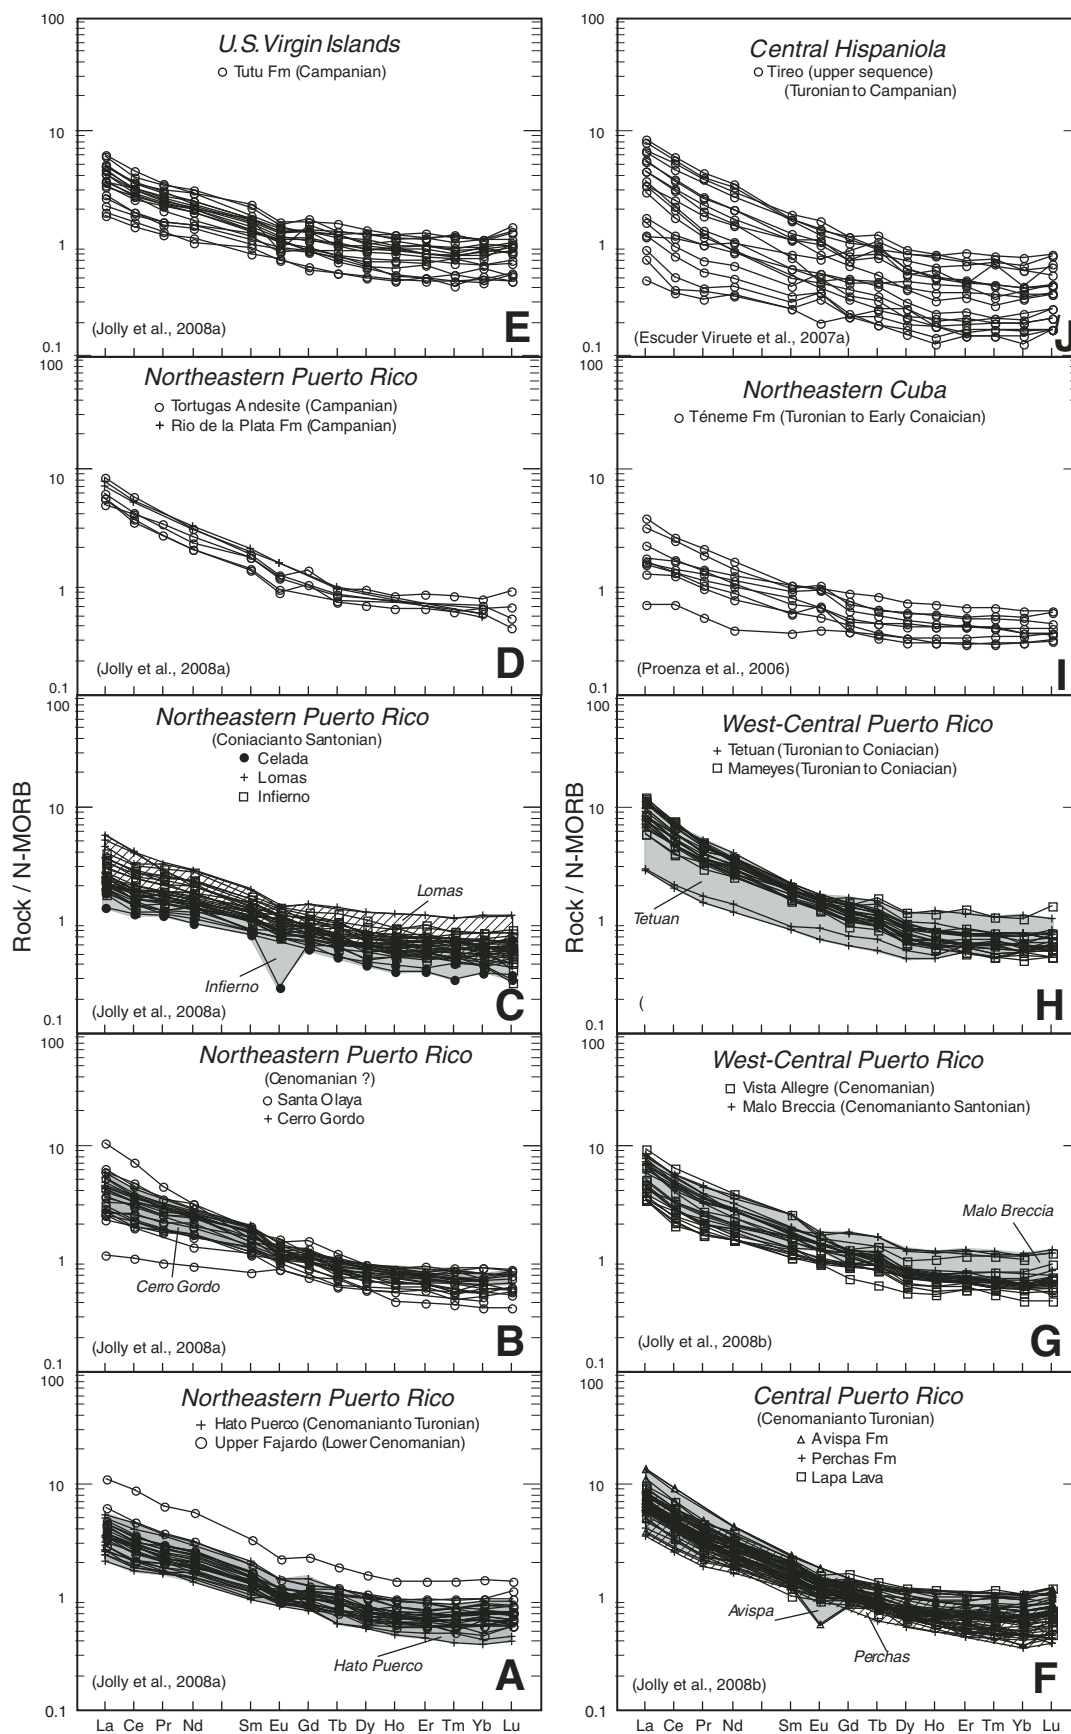 100
U.S. Virgin Islands
Tutu Fm (Campanian)
10
1
(Jolly et al., 2008a)
E
0.1
100
Northeastern Puerto Rico
Tortugas Andesite (Campanian)
Rio de la Plata Fm (Campanian)
10
1
(Jolly et al., 2008a)
D
0.1
100
Northeastern Puerto Rico
(Coniacianto Santonian)
Celada
Lomas
Infierno
Rock / N-MORB
10
Lomas
1
Infierno
(Jolly et al., 2008a)
C
0.1
100
Northeastern Puerto Rico
(Cenomanian ?)
Santa Olaya
Cerro Gordo
10
1
Cerro Gordo
(Jolly et al., 2008a)
B
0.1
100
Northeastern Puerto Rico
Hato Puerco (Cenomanianto Turonian)
Upper Fajardo (Lower Cenomanian)
10
1
Hato Puerco
(Jolly et al., 2008a)
A
0.1
La Ce Pr Nd Sm Eu Gd Tb Dy Ho Er Tm Yb Lu
100
Central Hispaniola
Tireo (upper sequence)
(Turonian to Campanian)
10
1
(Escuder Viruete et al., 2007a)
J
0.1
100
Northeastern Cuba
Téneme Fm (Turonian to Early Conaician)
10
1
(Proenza et al., 2006)
I
0.1
100
West-Central Puerto Rico
Tetuan (Turonian to Coniacian)
Mameyes(Turonian to Coniacian)
Rock / N-MORB
10
1
Tetuan
(
H
0.1
100
West-Central Puerto Rico
Vista Allegre (Cenomanian)
Malo Breccia (Cenomanianto Santonian)
10
Malo Breccia
1
(Jolly et al., 2008b)
G
0.1
100
Central Puerto Rico
(Cenomanianto Turonian)
Avispa Fm
Perchas Fm
Lapa Lava
10
1
Avispa
Perchas
(Jolly et al., 2008b)
F
0.1
La Ce Pr Nd Sm Eu Gd Tb Dy Ho Er Tm Yb Lu